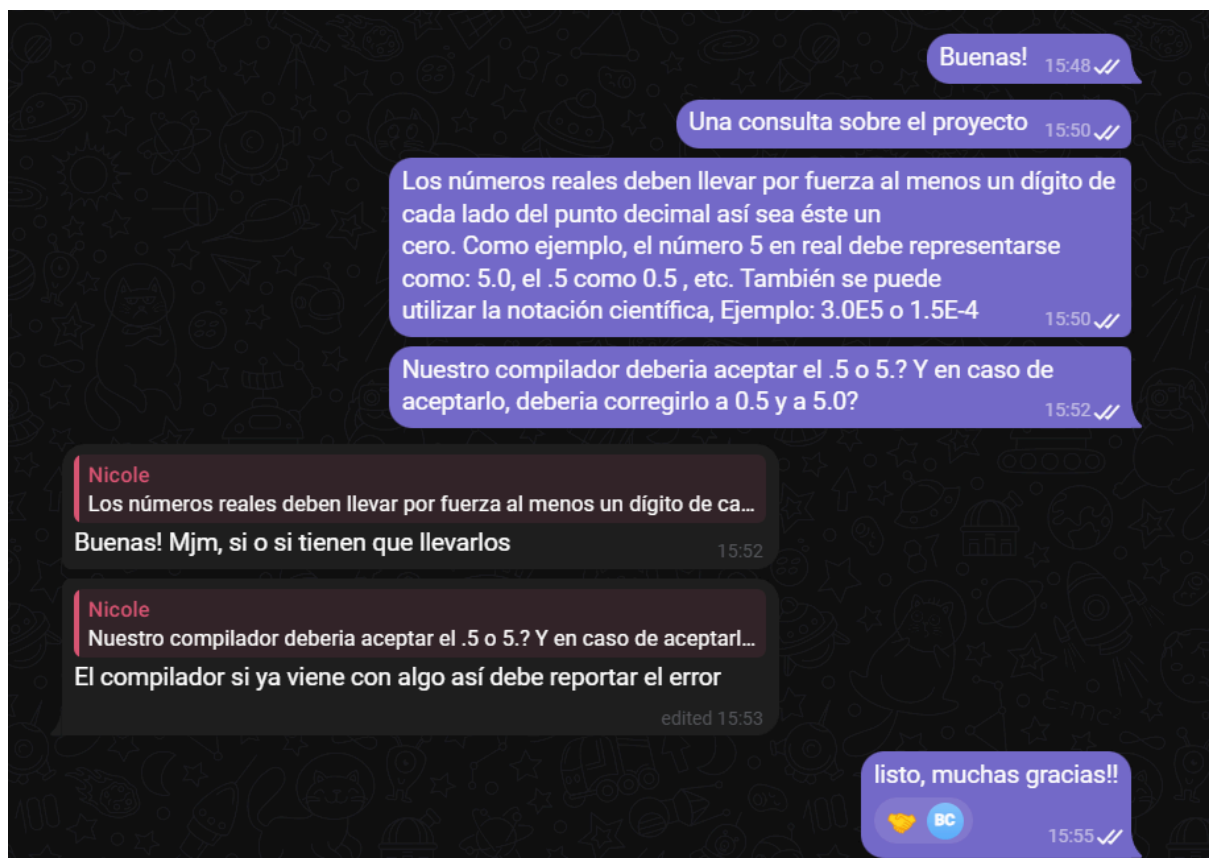 Buenas! 15:48
Una consulta sobre el proyecto 15:50
Los números reales deben llevar por fuerza al menos un dígito de
cada lado del punto decimal así sea éste un
cero. Como ejemplo, el número 5 en real debe representarse
como: 5.0, el .5 como 0.5 , etc. También se puede
utilizar la notación científica, Ejemplo: 3.0E5 o 1.5E-4 15:50
Nuestro compilador deberia aceptar el .5 o 5.? Y en caso de
aceptarlo, deberia corregirlo a 0.5 y a 5.0? 15:52
Nicole
Los números reales deben llevar por fuerza al menos un dígito de ca...
Buenas! Mjm, si o si tienen que llevarlos 15:52
Nicole
Nuestro compilador deberia aceptar el .5 o 5.? Y en caso de aceptarl...
El compilador si ya viene con algo así debe reportar el error
edited 15:53
listo, muchas gracias!!
BC
15:55